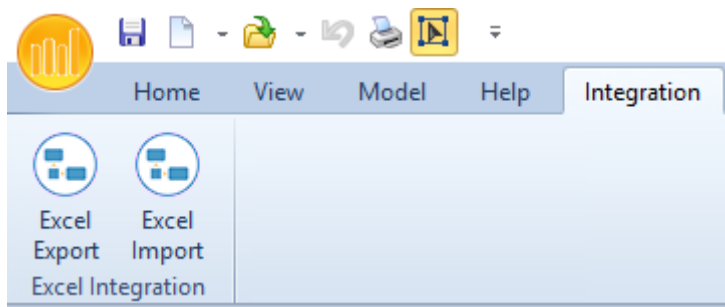 Home View Model Help Integration
Excel Export
Excel Import
Excel Integration